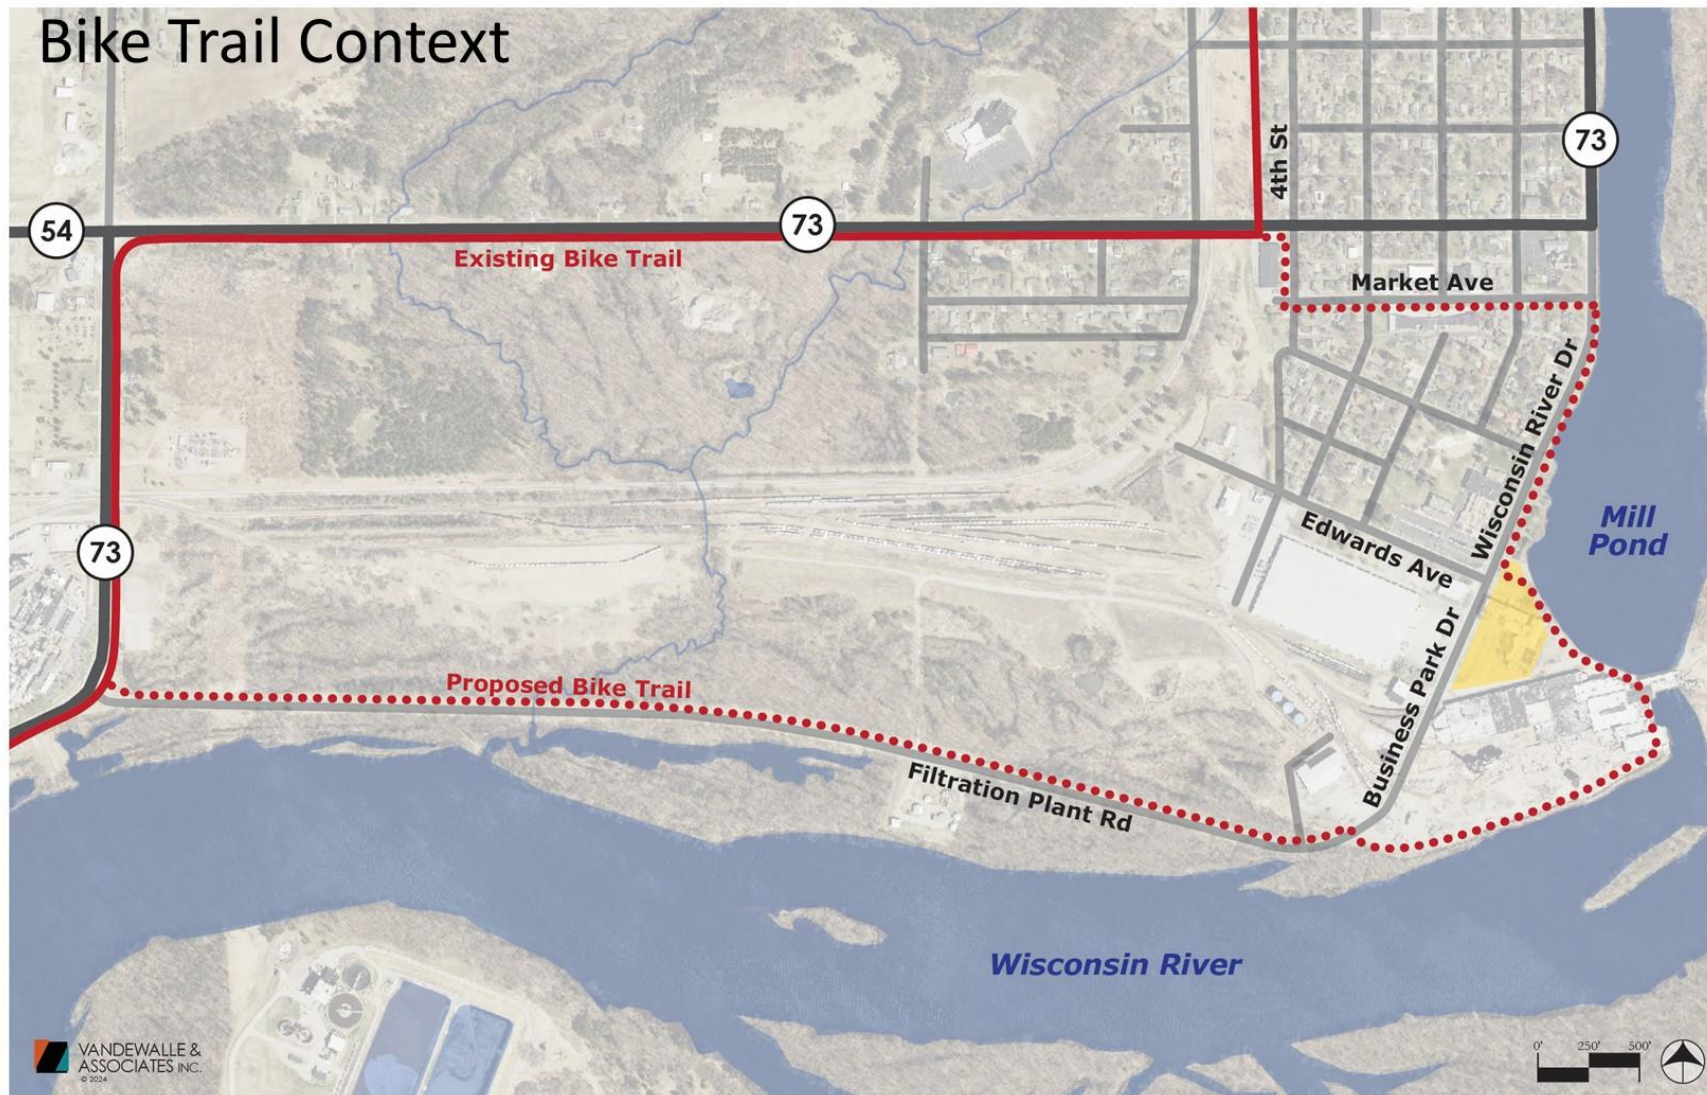 Bike Trail Context
4th St
73
54
73
Existing Bike Trail
Market Ave
Wisconsin River Dr
Mill
Pond
Edwards Ave
73
Business Park Dr
Proposed Bike Trail
Filtration Plant Rd
Wisconsin River
VANDEWALLE &
ASSOCIATES INC.
© 2024
0' 250' 500'